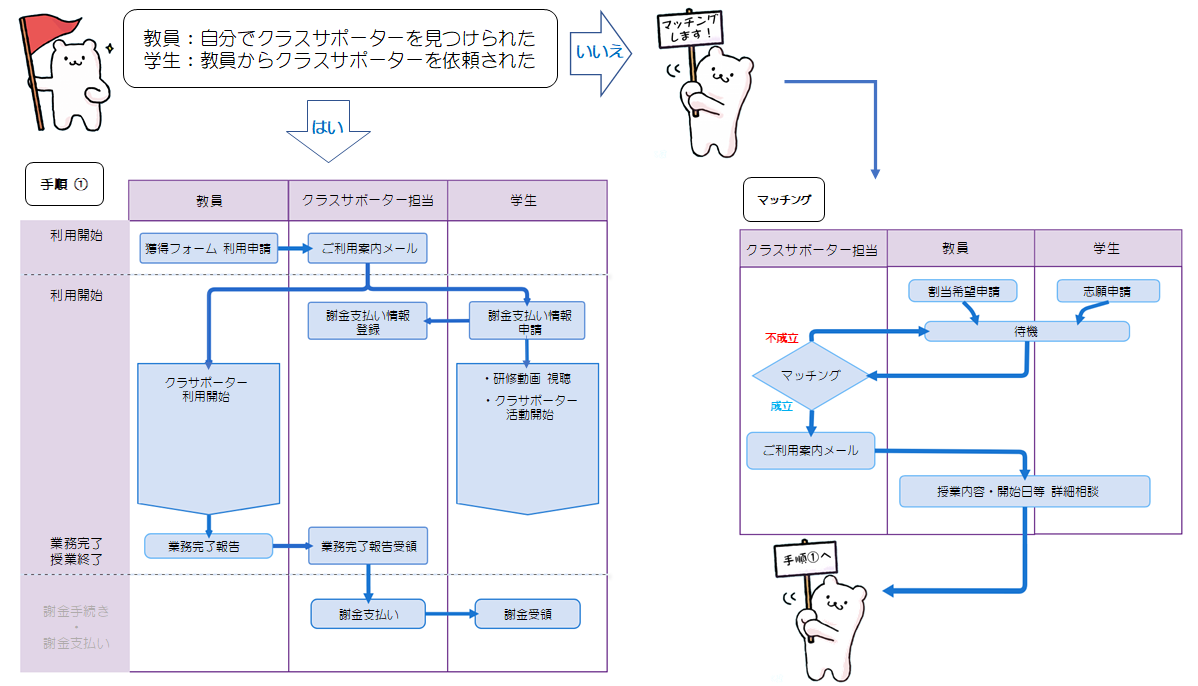 教員：自分でクラスサポーターを見つけられた
学生：教員からクラスサポーターを依頼された
いいえ
マッチング
します！
はい
手順 ①
教員
クラスサポーター担当
学生
利用開始
獲得フォーム 利用申請
ご利用案内メール
利用開始
謝金支払い情報
登録
謝金支払い情報
申請
クラサポーター
利用開始
・研修動画 視聴
・クラサポーター
活動開始
業務完了
授業終了
業務完了報告
業務完了報告受領
謝金手続き
・
謝金支払い
謝金支払い
謝金受領
マッチング
クラスサポーター担当
教員
学生
割当希望申請
志願申請
待機
不成立
マッチング
成立
ご利用案内メール
授業内容・開始日等 詳細相談
手順①へ